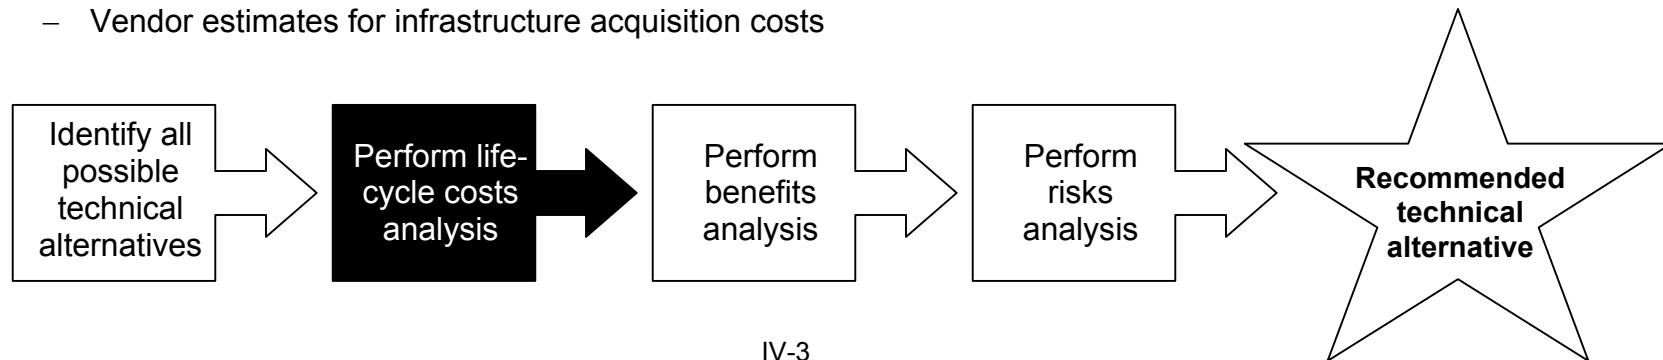 – Vendor estimates for infrastructure acquisition costs
Identify all
possible
technical
alternatives
Perform life-
cycle costs
analysis
Perform
benefits
analysis
Perform
risks
analysis
Recommended
technical
alternative
IV-3